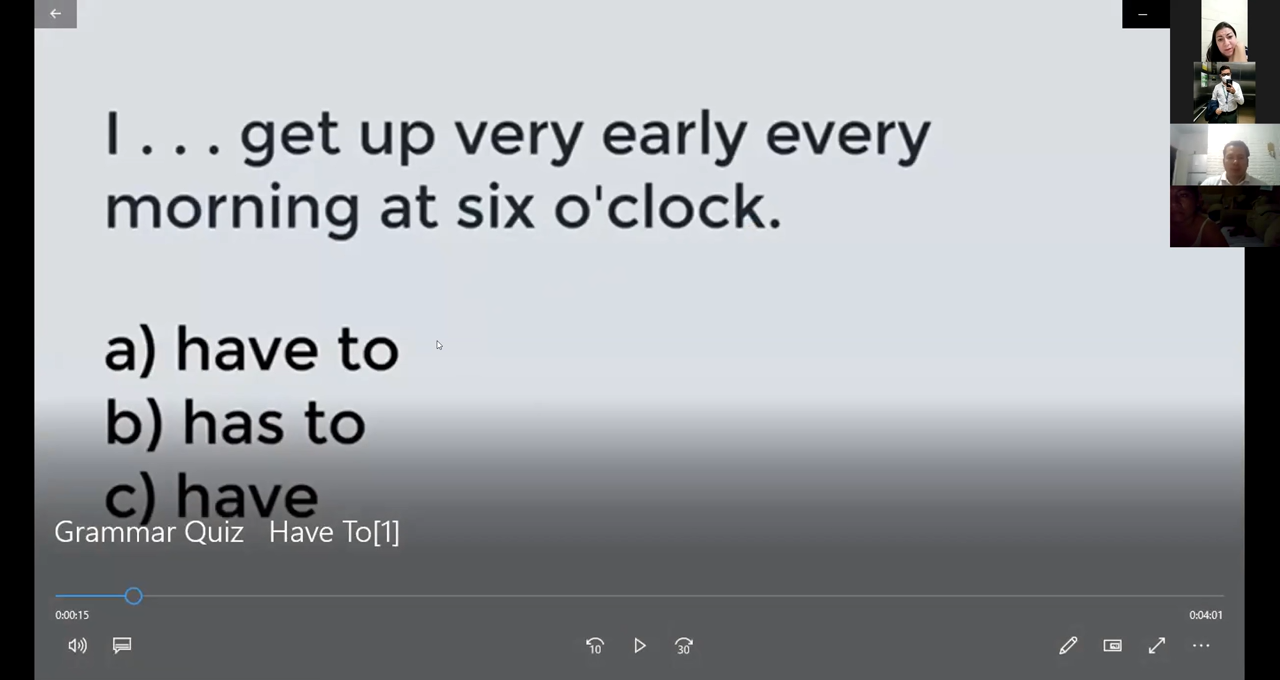 I . . . get up very early every
morning at six o'clock.
a) have to
b) has to
c) have
Grammar Quiz   Have To[1]
0:00:15
0:04:01
10
30